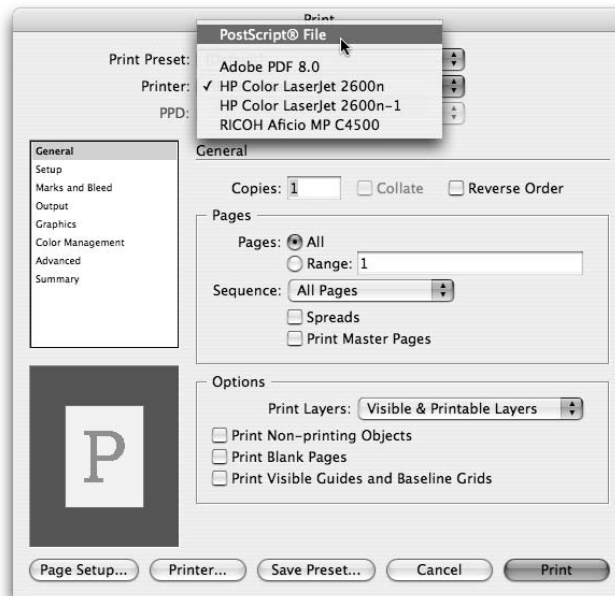 Print
PostScript® File
Print Preset:
Adobe PDF 8.0
Printer: ✓ HP Color LaserJet 2600n
HP Color LaserJet 2600n-1
PPD:
RICOH Aficio MP C4500
General
Setup
Marks and Bleed
Output
Graphics
Color Management
Advanced
Summary
General
Copies: 1 Collate Reverse Order
Pages
Pages: All
Range: 1
Sequence: All Pages
Spreads
Print Master Pages
Options
Print Layers: Visible & Printable Layers
Print Non-printing Objects
Print Blank Pages
Print Visible Guides and Baseline Grids
P
Page Setup... Printer... Save Preset... Cancel Print